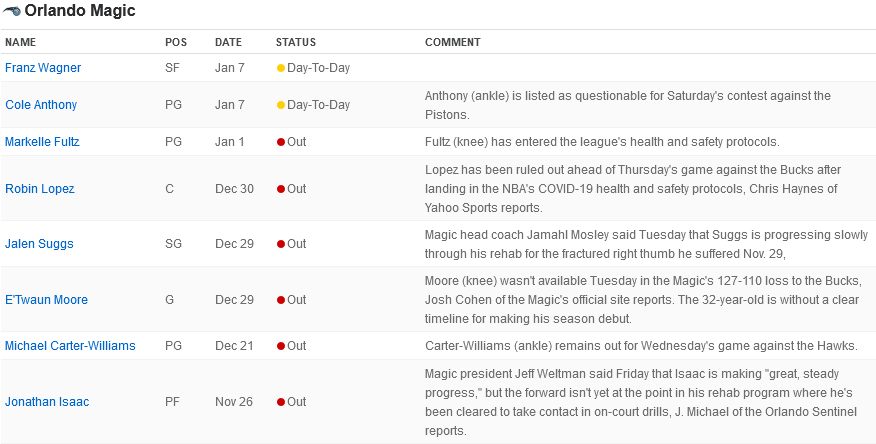 Orlando Magic
NAME POS DATE STATUS COMMENT
Franz Wagner SF Jan 7 Day-To-Day
Cole Anthony PG Jan 7 Day-To-Day Anthony (ankle) is listed as questionable for Saturday's contest against the
Pistons.
Markelle Fultz PG Jan 1 Out Fultz (knee) has entered the league's health and safety protocols.
Lopez has been ruled out ahead of Thursday's game against the Bucks after
Robin Lopez C Dec 30 Out landing in the NBA's COVID-19 health and safety protocols, Chris Haynes of
Yahoo Sports reports.
Jalen Suggs SG Dec 29 Out Magic head coach Jamahl Mosley said Tuesday that Suggs is progressing slowly
through his rehab for the fractured right thumb he suffered Nov. 29,
Moore (knee) wasn't available Tuesday in the Magic's 127-110 loss to the Bucks,
E'Twaun Moore G Dec 29 Out Josh Cohen of the Magic's official site reports. The 32-year-old is without a clear
timeline for making his season debut.
Michael Carter-Williams PG Dec 21 Out Carter-Williams (ankle) remains out for Wednesday's game against the Hawks.
Magic president Jeff Weltman said Friday that Isaac is making "great, steady
progress," but the forward isn't yet at the point in his rehab program where he's
Jonathan Isaac PF Nov 26 Out been cleared to take contact in on-court drills, J. Michael of the Orlando Sentinel
reports.